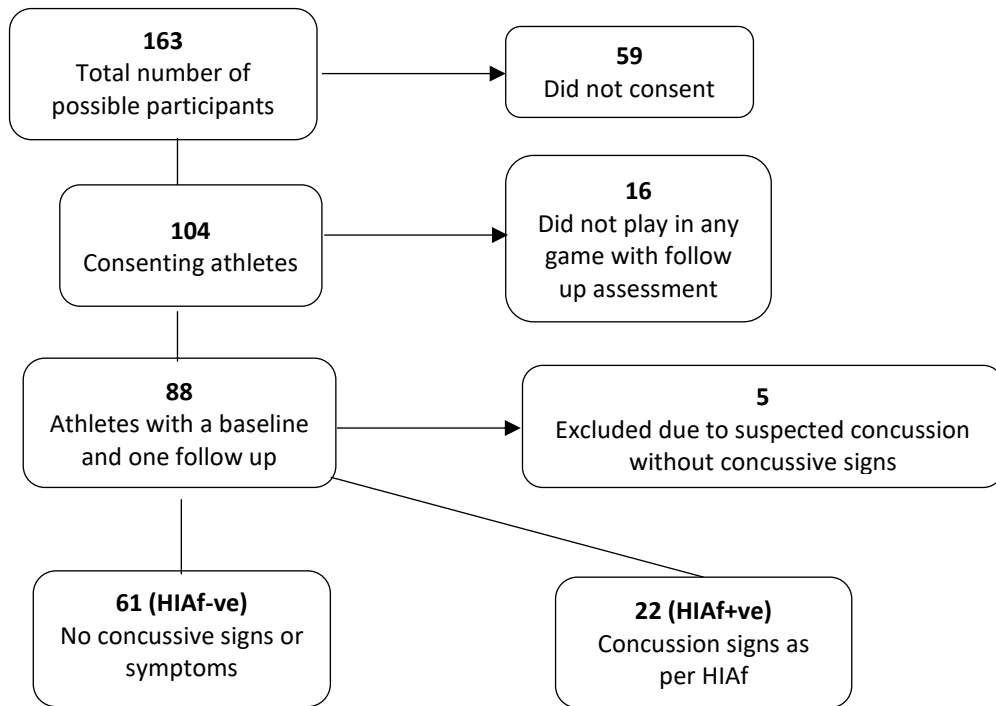 163
Total number of
possible participants
59
Did not consent
104
Consenting athletes
16
Did not play in any
game with follow
up assessment
88
Athletes with a baseline
and one follow up
5
Excluded due to suspected concussion
without concussive signs
61 (HIAf-ve)
No concussive signs or
symptoms
22 (HIAf+ve)
Concussion signs as
per HIAf